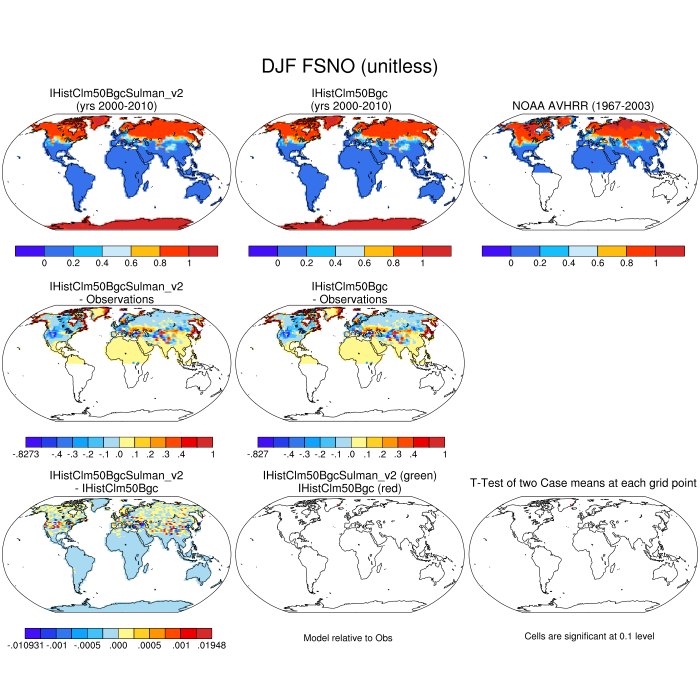 DJF FSNO (unitless)
IHistClm50BgcSulman_v2
(yrs 2000-2010)
IHistClm50Bgc
(yrs 2000-2010)
NOAA AVHRR (1967-2003)
0 0.2 0.4 0.6 0.8 1
0 0.2 0.4 0.6 0.8 1
0 0.2 0.4 0.6 0.8 1
IHistClm50BgcSulman_v2
- Observations
IHistClm50Bgc
- Observations
-.8273 -.4 -.3 -.2 -.1 .0 .1 .2 .3 .4 1
-.827 -.4 -.3 -.2 -.1 .0 .1 .2 .3 .4 1
IHistClm50BgcSulman_v2
- IHistClm50Bgc
IHistClm50BgcSulman_v2 (green)
IHistClm50Bgc (red)
T-Test of two Case means at each grid point
-.010931 -.001 -.0005 .000 .0005 .001 .01948
Model relative to Obs
Cells are significant at 0.1 level